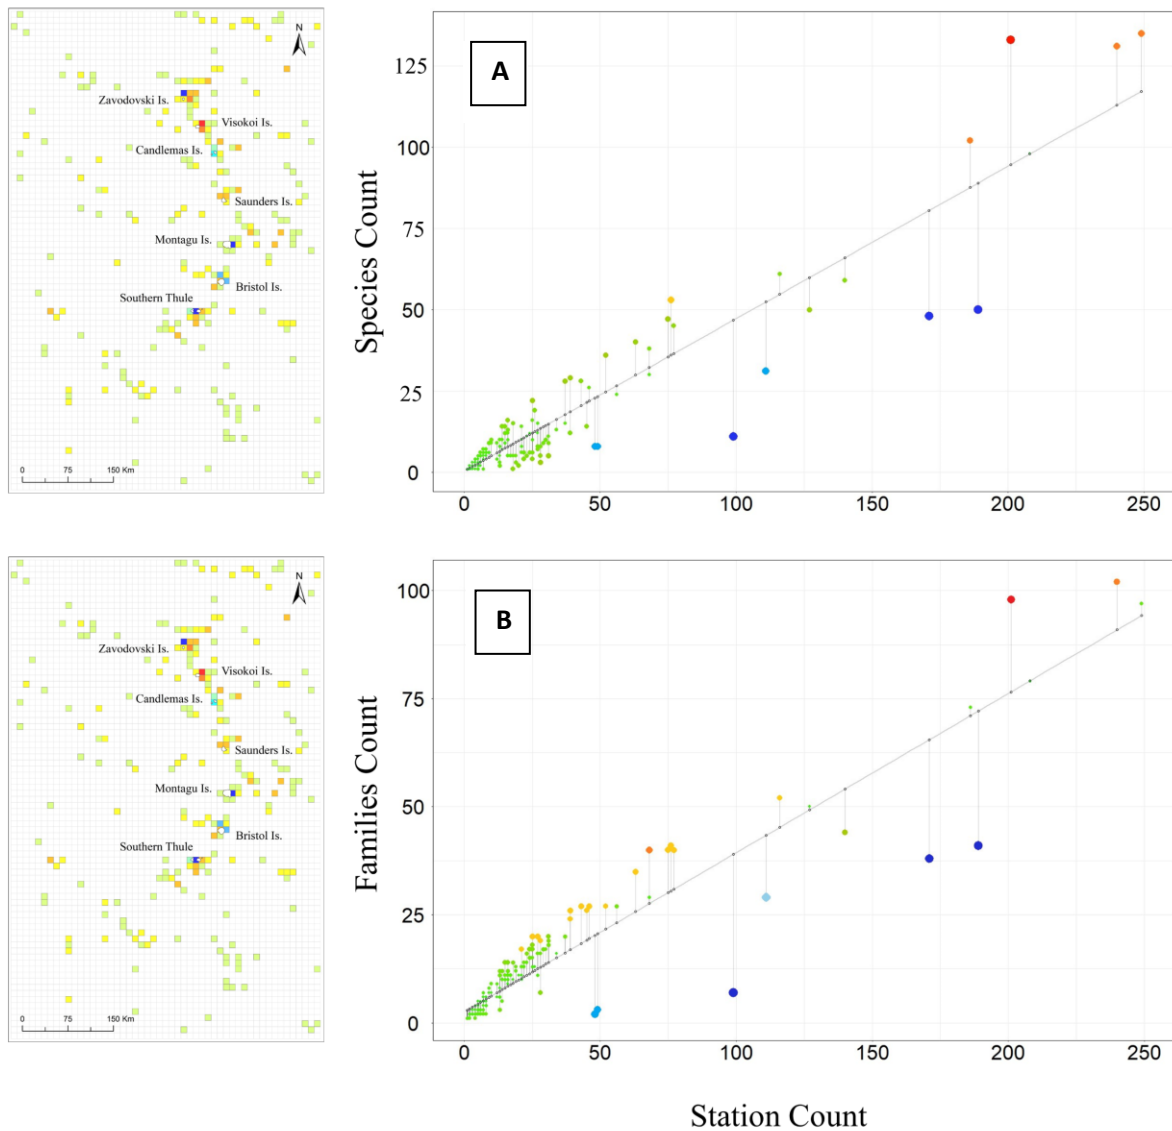 N
Zavodovski Is.
Visokoi Is.
Candlemas Is.
Saunders Is.
Montagu Is.
Bristol Is.
Southern Thule
0 75 150 Km
A
Species Count
125
100
75
50
25
0
0 50 100 150 200 250
N
Zavodovski Is.
Visokoi Is.
Candlemas Is.
Saunders Is.
Montagu Is.
Bristol Is.
Southern Thule
0 75 150 Km
B
Families Count
100
75
50
25
0
0 50 100 150 200 250
Station Count